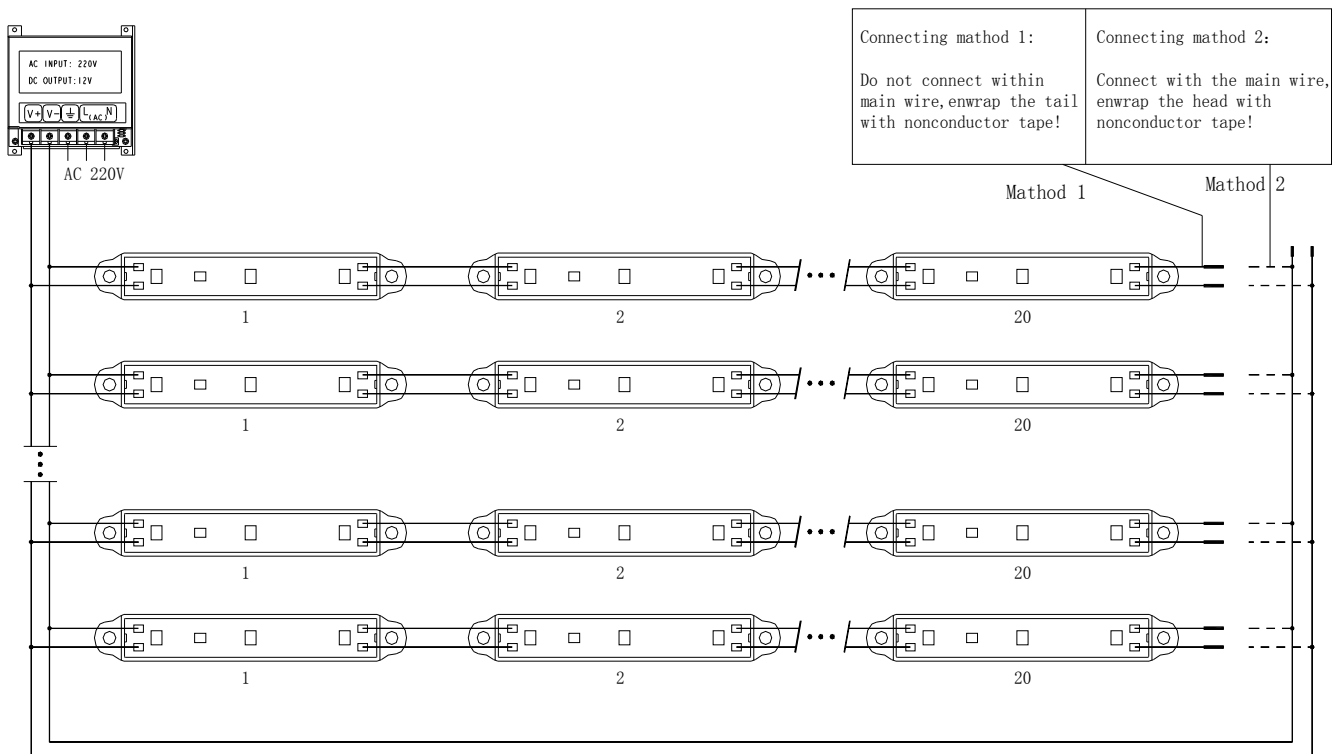 AC INPUT: 220V
DC OUTPUT:12V
V+ V- L(AC)N
AC 220V
Connecting mathod 1:
Do not connect within
main wire,enwrap the tail
with nonconductor tape!
Connecting mathod 2:
Connect with the main wire,
enwrap the head with
nonconductor tape!
Mathod 1
Mathod 2
1
2
20
1
2
20
1
2
20
1
2
20